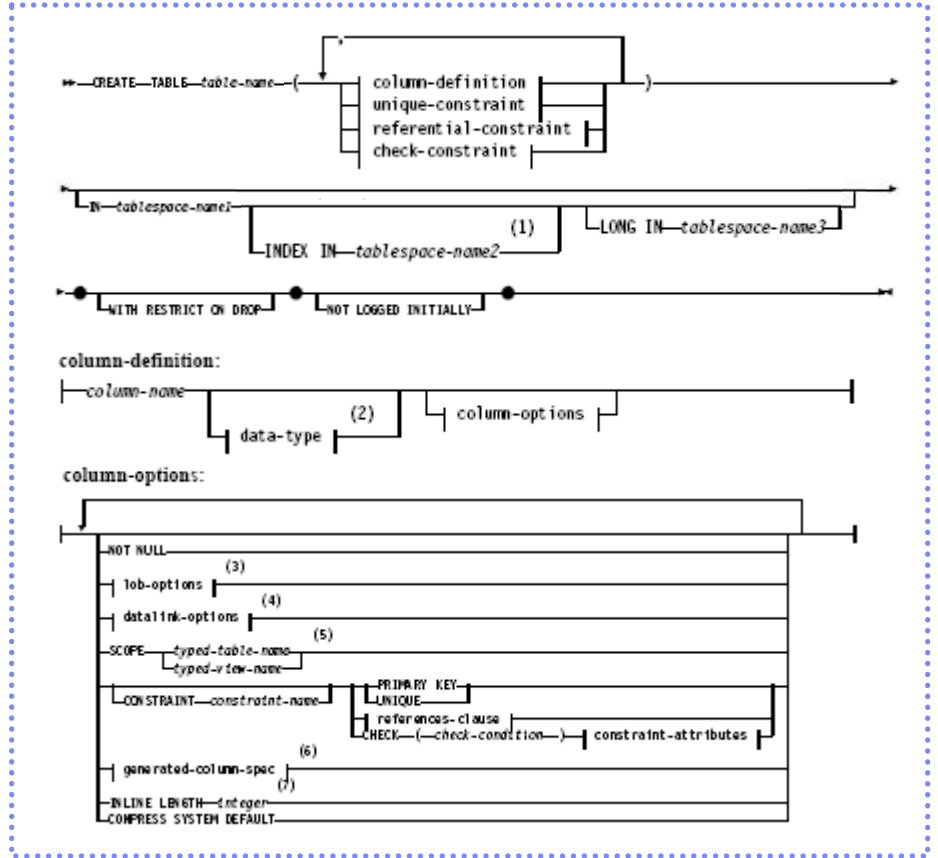 ,
CREATE TABLE table-name ( column-definition )
unique-constraint
referential-constraint
check-constraint
IN tablespace-name1
(1)
INDEX IN tablespace-name2
LONG IN tablespace-name3
WITH RESTRICT ON DROP
NOT LOGGED INITIALLY
column-definition:
column-name
(2)
data-type
column-options
column-options:
NOT NULL
(3)
lob-options
(4)
datalink-options
(5)
SCOPE typed-table-name
typed-view-name
CONSTRAINT constraint-name
PRIMARY KEY
UNIQUE
references-clause
CHECK ( check-condition ) constraint-attributes
(6)
generated-column-spec
(7)
INLINE LENGTH integer
COMPRESS SYSTEM DEFAULT